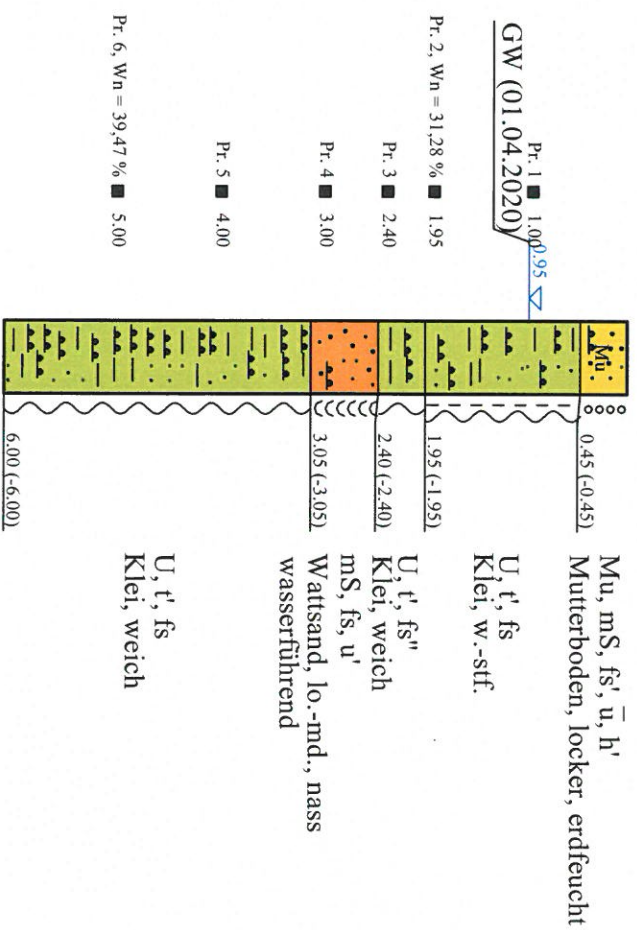 GW (01.04.2020)
0.95
Pr. 1 1.00
Pr. 2, Wn = 31,28 % 1.95
Pr. 3 2.40
Pr. 4 3.00
Pr. 5 4.00
Pr. 6, Wn = 39,47 % 5.00
Mu
0.45 (-0.45)
1.95 (-1.95)
2.40 (-2.40)
3.05 (-3.05)
6.00 (-6.00)
Mu, mS, fs', u̅, h'
Mutterboden, locker, erdfeucht
U, t', fs
Klei, w.-stf.
U, t', fs"
Klei, weich
mS, fs, u'
Wattsand, lo.-md., nass
wasserführend
U, t', fs
Klei, weich